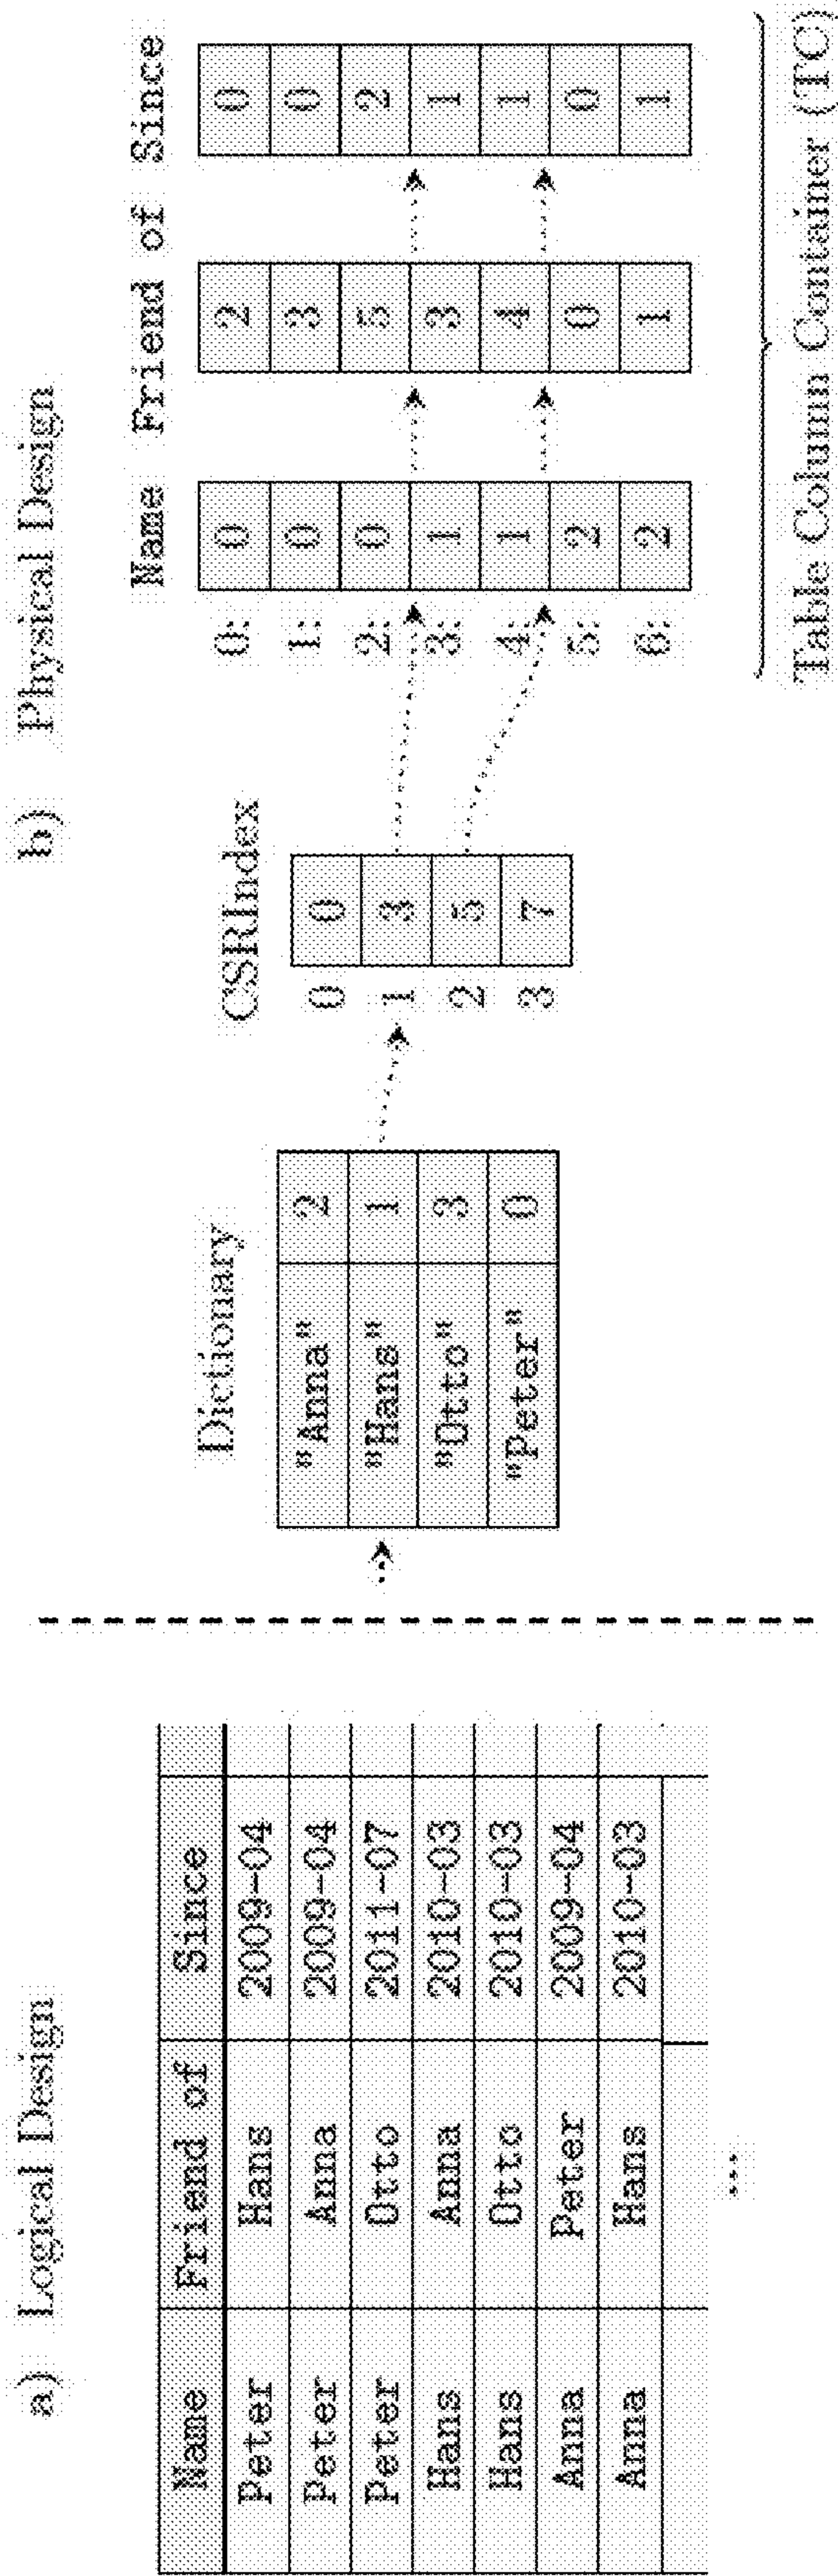 a) Logical Design
Name Friend of Since
Peter Hans 2009-04
Peter Anna 2009-04
Peter Otto 2011-07
Hans Anna 2010-03
Hans Otto 2010-03
Anna Peter 2009-04
Anna Hans 2010-03
...
b) Physical Design
Dictionary
"Anna" 2
"Hans" 1
"Otto" 3
"Peter" 0
CSRIndex
0 0
1 3
2 5
3 7
Name Friend of Since
0: 0 2 0
1: 0 3 0
2: 0 5 2
3: 1 3 1
4: 1 4 1
5: 2 0 0
6: 2 1 1
Table Column Container (TC)